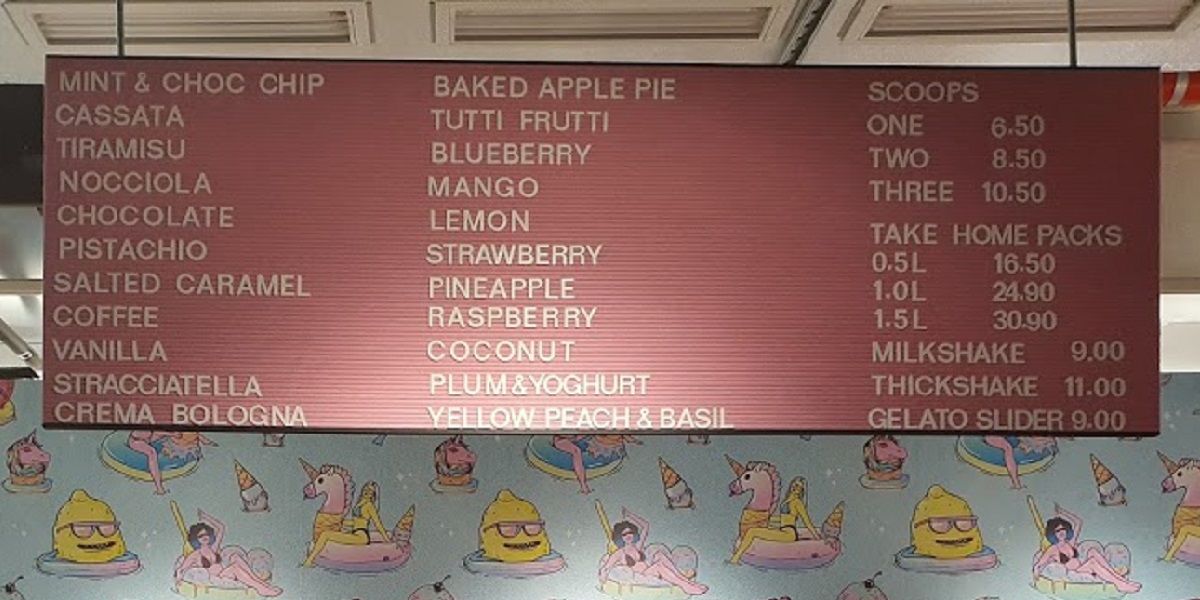 MINT & CHOC CHIP
CASSATA
TIRAMISU
NOCCIOLA
CHOCOLATE
PISTACHIO
SALTED CARAMEL
COFFEE
VANILLA
STRACCIATELLA
CREMA BOLOGNA
BAKED APPLE PIE
TUTTI FRUTTI
BLUEBERRY
MANGO
LEMON
STRAWBERRY
PINEAPPLE
RASPBERRY
COCONUT
PLUM&YOGHURT
YELLOW PEACH & BASIL
SCOOPS
ONE 6.50
TWO 8.50
THREE 10.50
TAKE HOME PACKS
0.5L 16.50
1.0L 24.90
1.5L 30.90
MILKSHAKE 9.00
THICKSHAKE 11.00
GELATO SLIDER 9.00